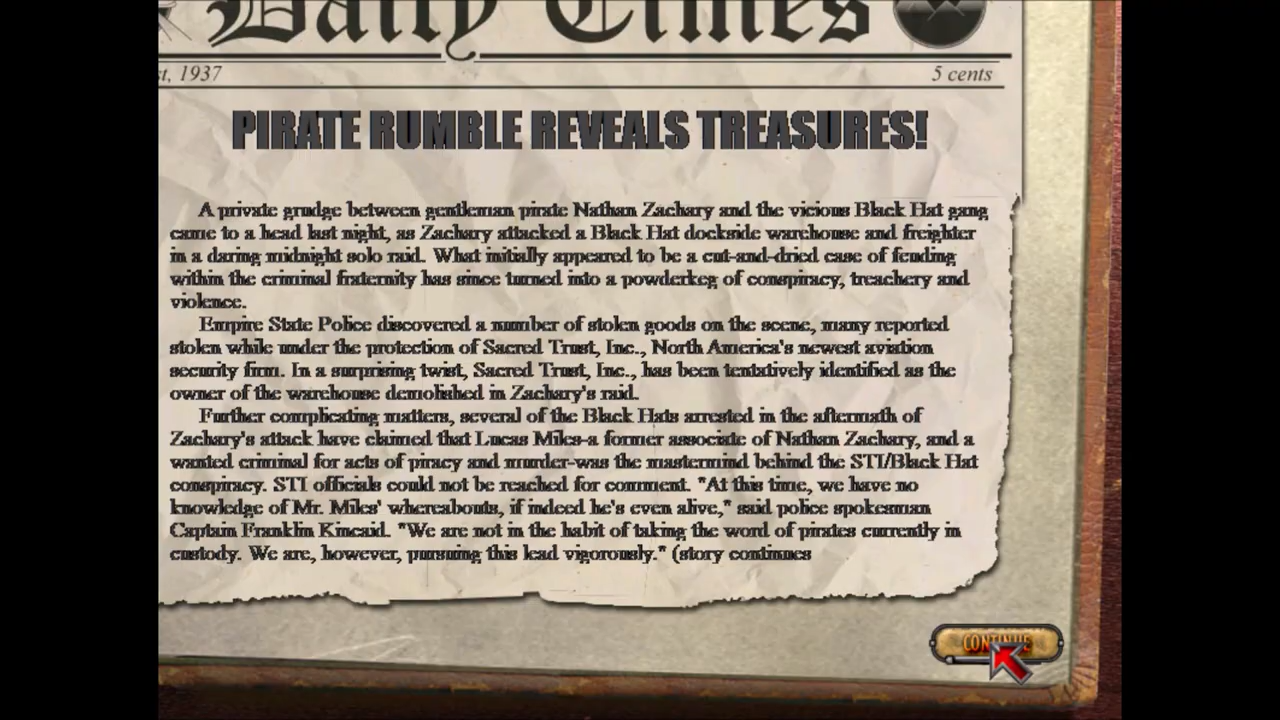 Daily Times
st, 1937
5 cents
PIRATE RUMBLE REVEALS TREASURES!
A private grudge between gentleman pirate Nathan Zachary and the vicious Black Hat gang
came to a head last night, as Zachary attacked a Black Hat dockside warehouse and freighter
in a daring midnight solo raid. What initially appeared to be a cut-and-dried case of feuding
within the criminal fraternity has since turned into a powderkeg of conspiracy, treachery and
violence.
Empire State Police discovered a number of stolen goods on the scene, many reported
stolen while under the protection of Sacred Trust, Inc., North America's newest aviation
security firm. In a surprising twist, Sacred Trust, Inc., has been tentatively identified as the
owner of the warehouse demolished in Zachary's raid.
Further complicating matters, several of the Black Hats arrested in the aftermath of
Zachary's attack have claimed that Lucas Miles-a former associate of Nathan Zachary, and a
wanted criminal for acts of piracy and murder-was the mastermind behind the STI/Black Hat
conspiracy. STI officials could not be reached for comment. "At this time, we have no
knowledge of Mr. Miles' whereabouts, if indeed he's even alive," said police spokesman
Captain Franklin Kincaid. "We are not in the habit of taking the word of pirates currently in
custody. We are, however, pursuing this lead vigorously." (story continues
CONTINUE